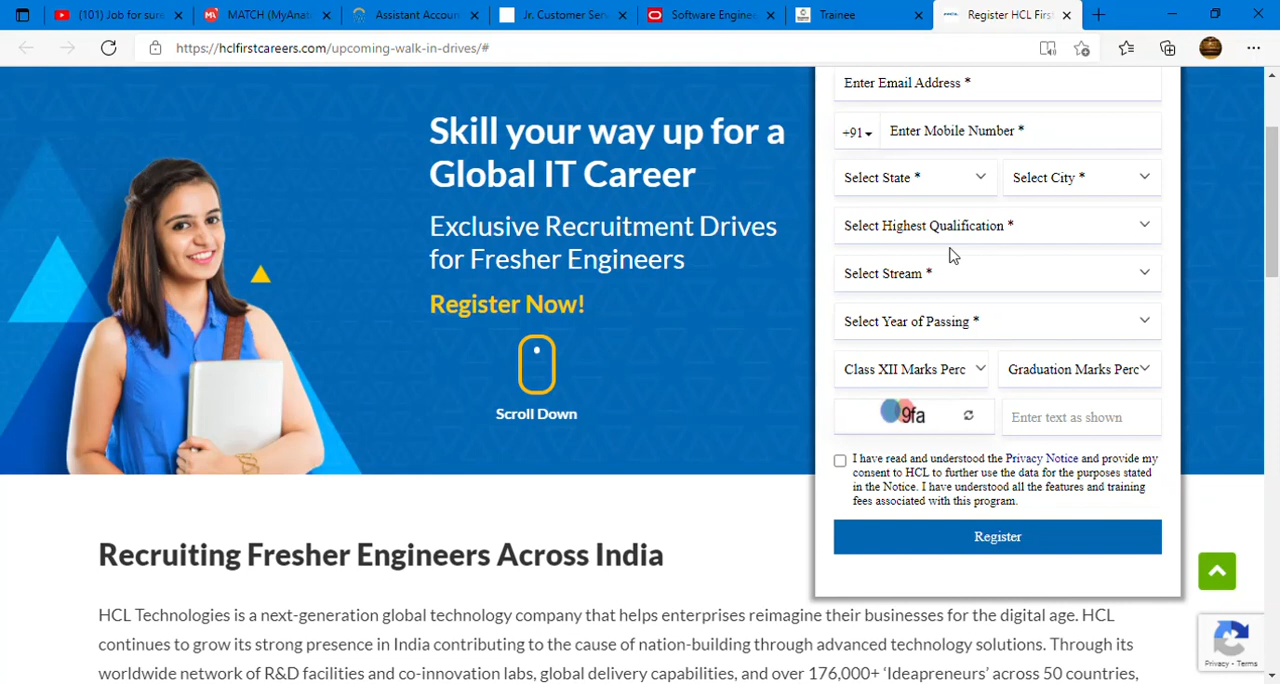 (101) Job for sur
MATCH (MyAnat
Assistant Accoun
Jr. Customer Serv
Software Enginee
Trainee
Register HCL Firs
https://hclfirstcareers.com/upcoming-walk-in-drives/#
Skill your way up for a
Global IT Career
Exclusive Recruitment Drives
for Fresher Engineers
Register Now!
Scroll Down
Enter Email Address *
+91
Enter Mobile Number *
Select State *
Select City *
Select Highest Qualification *
Select Stream *
Select Year of Passing *
Class XII Marks Perc
Graduation Marks Perc
9fa
Enter text as shown
I have read and understood the Privacy Notice and provide my
consent to HCL to further use the data for the purposes stated
in the Notice. I have understood all the features and training
fees associated with this program.
Register
Recruiting Fresher Engineers Across India
HCL Technologies is a next-generation global technology company that helps enterprises reimagine their businesses for the digital age. HCL
continues to grow its strong presence in India contributing to the cause of nation-building through advanced technology solutions. Through its
worldwide network of R&D facilities and co-innovation labs, global delivery capabilities, and over 176,000+ ‘Ideapreneurs’ across 50 countries,
Privacy - Terms